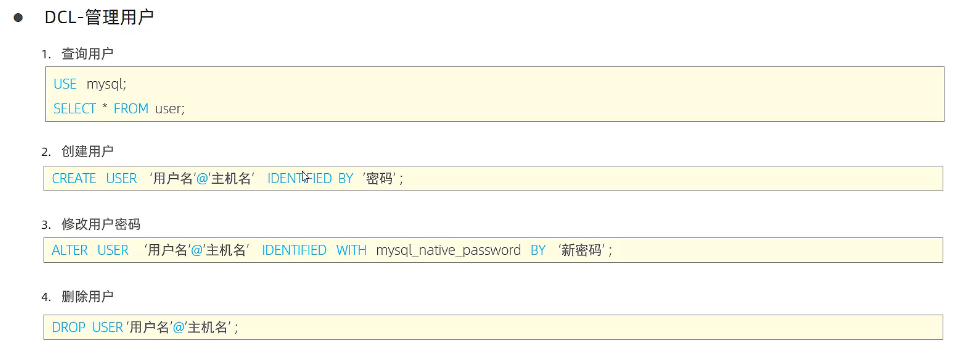 ● DCL-管理用户
1. 查询用户
USE mysql;
SELECT * FROM user;
2. 创建用户
CREATE USER ‘用户名’@’主机名’ IDENTIFIED BY ‘密码’ ;
3. 修改用户密码
ALTER USER ‘用户名’@’主机名’ IDENTIFIED WITH mysql_native_password BY ‘新密码’ ;
4. 删除用户
DROP USER ‘用户名’@’主机名’ ;